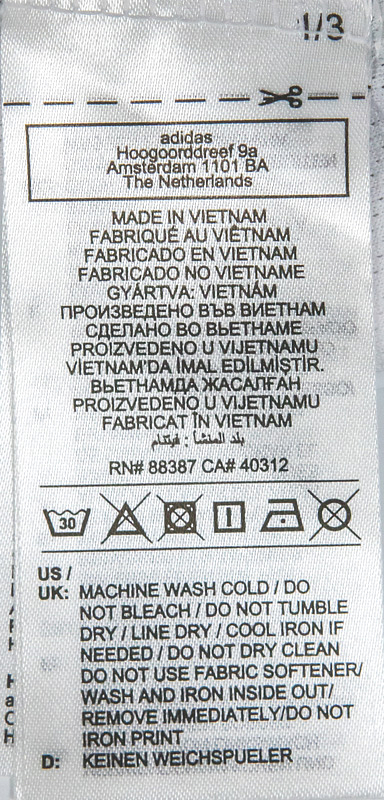 1/3
adidas
Hoogoorddreef 9a
Amsterdam 1101 BA
The Netherlands
MADE IN VIETNAM
FABRIQUÉ AU VIÊTNAM
FABRICADO EN VIETNAM
FABRICADO NO VIETNAME
GYÁRTVA: VIETNÁM
ПРОИЗВЕДЕНО ВЪВ ВИЕТНАМ
СДЕЛАНО ВО ВЬЕТНАМЕ
PROIZVEDENO U VIJETNAMU
VİETNAM'DA İMAL EDİLMİŞTİR.
ВЬЕТНАМДА ЖАСАЛҒАН
PROIZVEDENO U VIJETNAMU
FABRICAT ÎN VIETNAM
بلد المنشأ : فيتنام
RN# 88387 CA# 40312
30
US /
UK: MACHINE WASH COLD / DO
NOT BLEACH / DO NOT TUMBLE
DRY / LINE DRY / COOL IRON IF
NEEDED / DO NOT DRY CLEAN
DO NOT USE FABRIC SOFTENER/
WASH AND IRON INSIDE OUT/
REMOVE IMMEDIATELY/DO NOT
IRON PRINT
D: KEINEN WEICHSPUELER